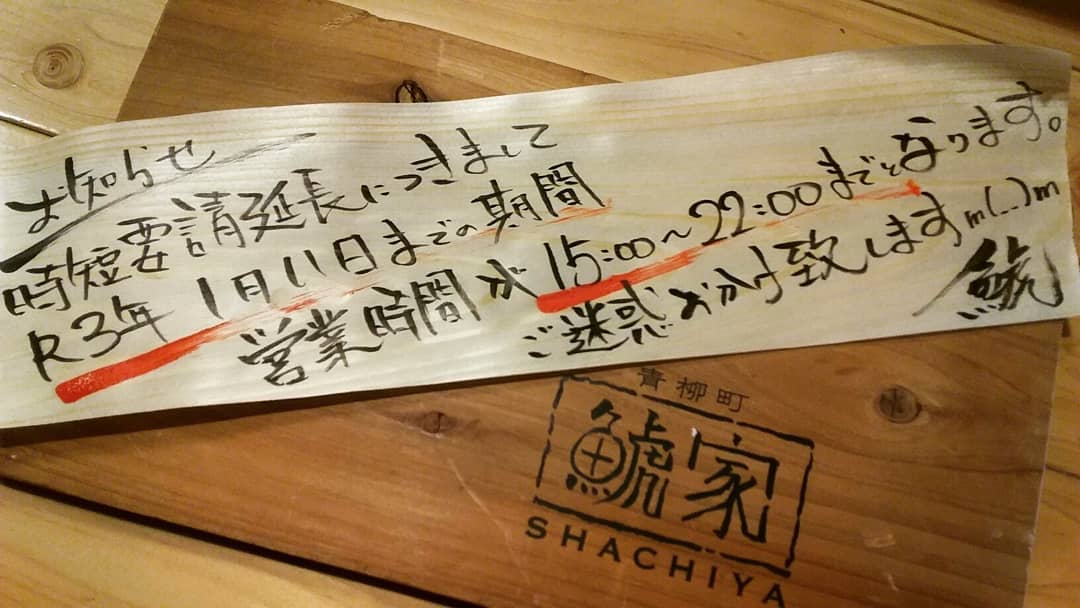 お知らせ
時短要請延長につきまして
R3年 1月11日までの期間
営業時間が 15:00～22:00までとなります。
ご迷惑おかけ致しますm(_ _)m
鯱
青柳町
鯱家
SHACHIYA